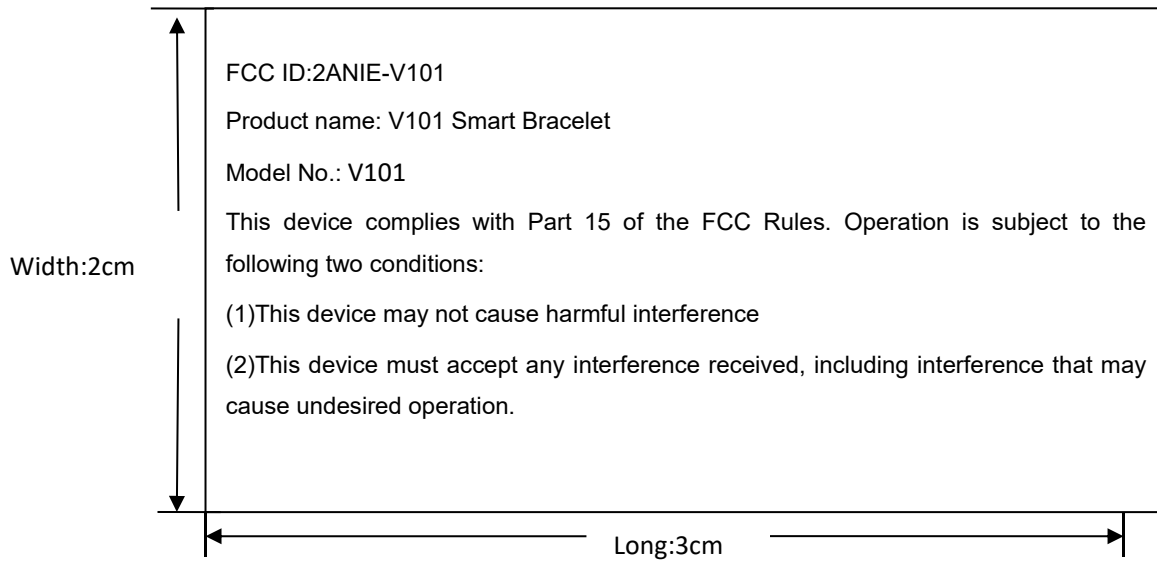 FCC ID:2ANIE-V101
Product name: V101 Smart Bracelet
Model No.: V101
This device complies with Part 15 of the FCC Rules. Operation is subject to the
following two conditions:
Width:2cm
(1)This device may not cause harmful interference
(2)This device must accept any interference received, including interference that may
cause undesired operation.
Long:3cm